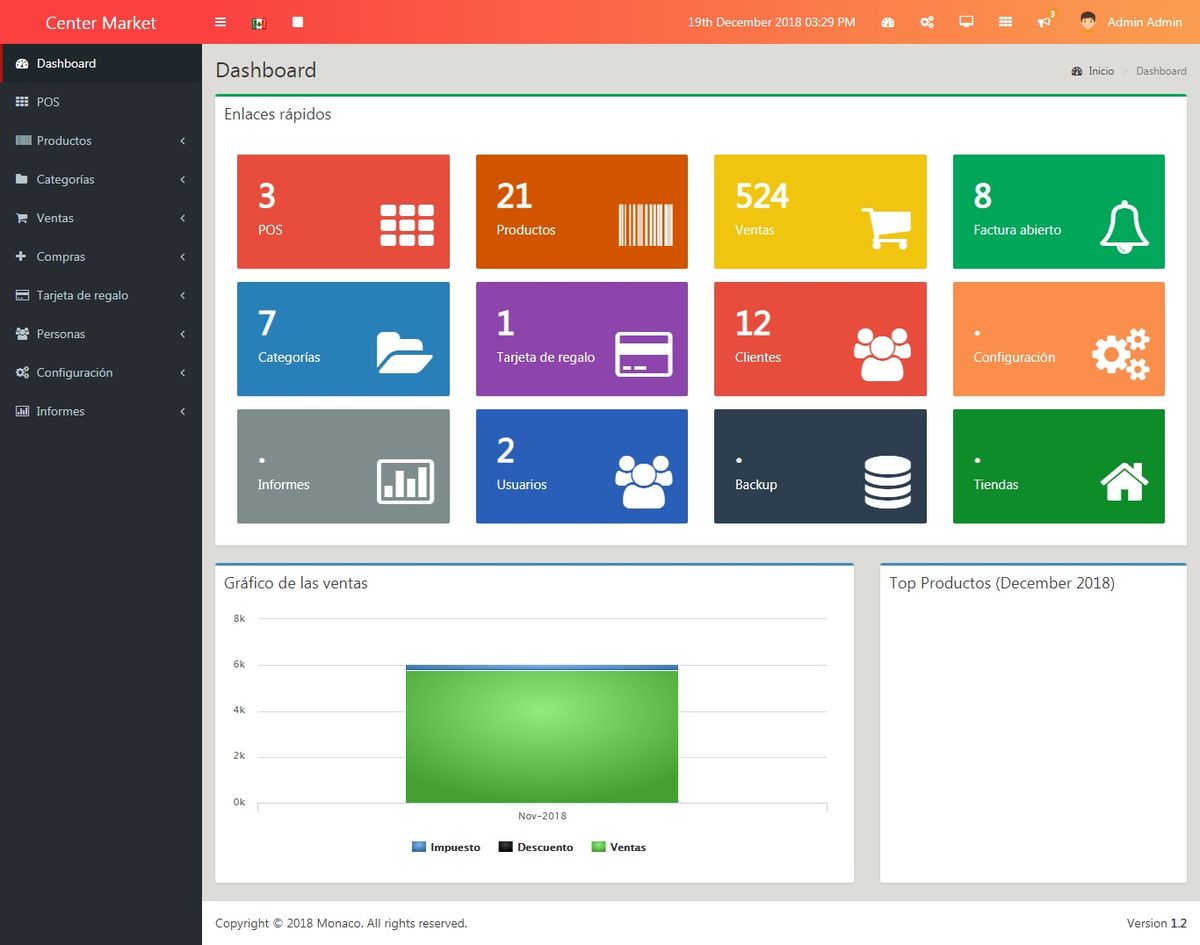 Center Market
19th December 2018 03:29 PM
3
Admin Admin
Dashboard
POS
Productos
Categorías
Ventas
Compras
Tarjeta de regalo
Personas
Configuración
Informes
Dashboard
Inicio > Dashboard
Enlaces rápidos
3
POS
21
Productos
524
Ventas
8
Factura abierto
7
Categorías
1
Tarjeta de regalo
12
Clientes
.
Configuración
.
Informes
2
Usuarios
.
Backup
.
Tiendas
Gráfico de las ventas
8k
6k
4k
2k
0k
Nov-2018
Impuesto Descuento Ventas
Top Productos (December 2018)
Copyright © 2018 Monaco. All rights reserved.
Version 1.2